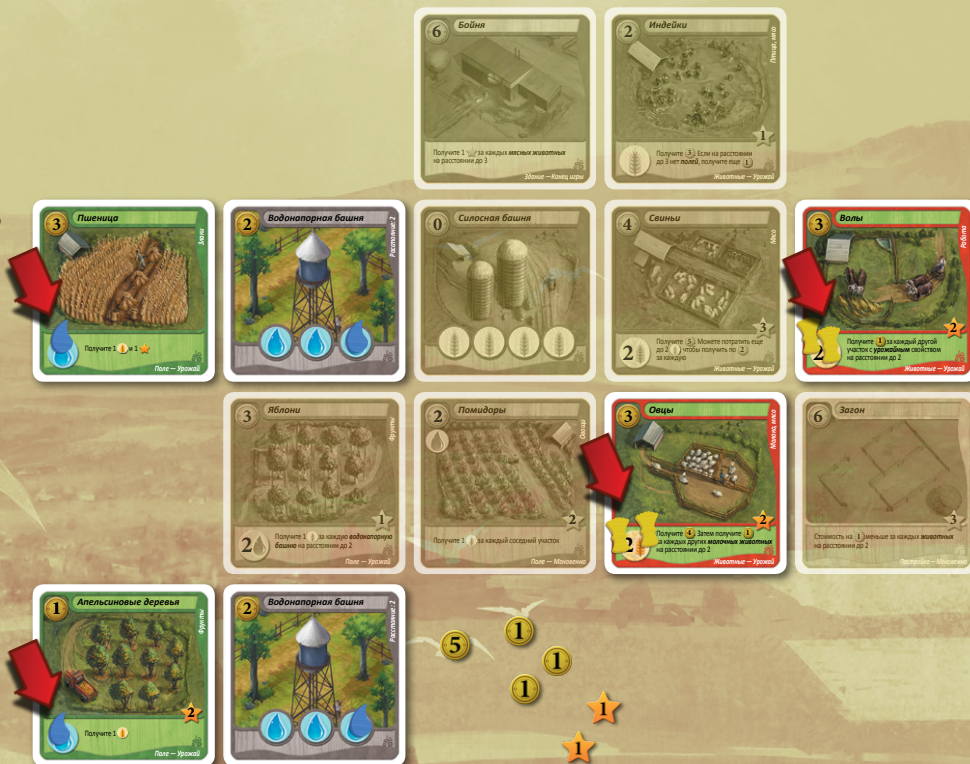 6
Бойня
Получите 1 за каждых мясных животных
на расстоянии до 3
Здание — Конец игры
2
Индейки
Птица, мясо
1
Получите 3. Если на расстоянии
до 3 нет полей, получите еще 1
Животные — Урожай
3
Пшеница
Злаки
Получите 1 и 1
Поле — Урожай
2
Водонапорная башня
Расстояние: 2
0
Силосная башня
4
Свиньи
Мясо
3
2
Получите 5. Можете потратить еще
до 2 чтобы получить по 2
за каждую
Животные — Урожай
3
Волы
Работа
2
2
Получите 1 за каждый другой
участок с урожайным свойством
на расстоянии до 2
Животные — Урожай
3
Яблони
Фрукты
1
2
Получите 1 за каждую водонапорную
башню на расстоянии до 2
Поле — Урожай
2
Помидоры
Овощи
2
Получите 1 за каждый соседний участок
Поле — Мгновенно
3
Овцы
Молоко, мясо
2
2
Получите 4. Затем получите 1
за каждых других молочных животных
на расстоянии до 2
Животные — Урожай
6
Загон
3
Стоимость на 1 меньше за каждых животных
на расстоянии до 2
Постройка — Мгновенно
1
Апельсиновые деревья
Фрукты
2
Получите 1
Поле — Урожай
2
Водонапорная башня
Расстояние: 2
5
1
1
1
1
1